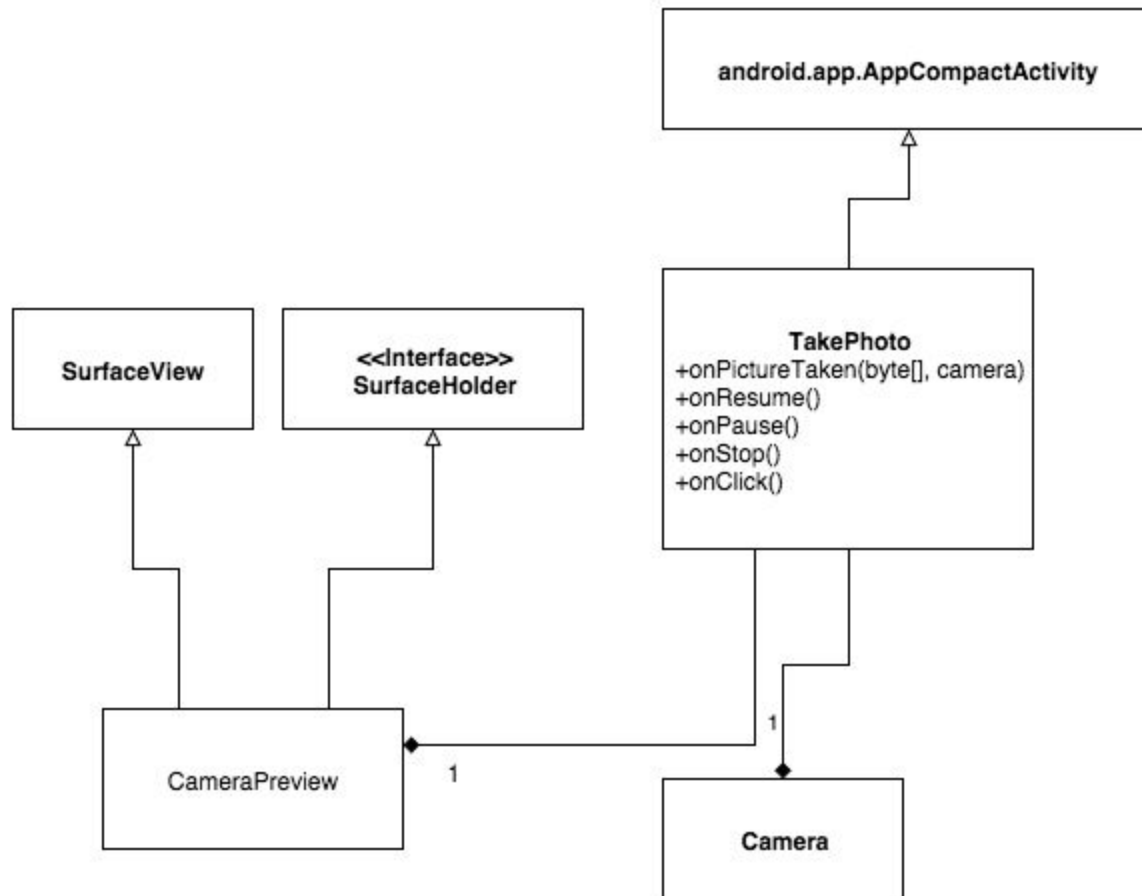 android.app.AppCompactActivity
SurfaceView
<<Interface>>
SurfaceHolder
TakePhoto
+onPictureTaken(byte[], camera)
+onResume()
+onPause()
+onStop()
+onClick()
CameraPreview
1
1
Camera